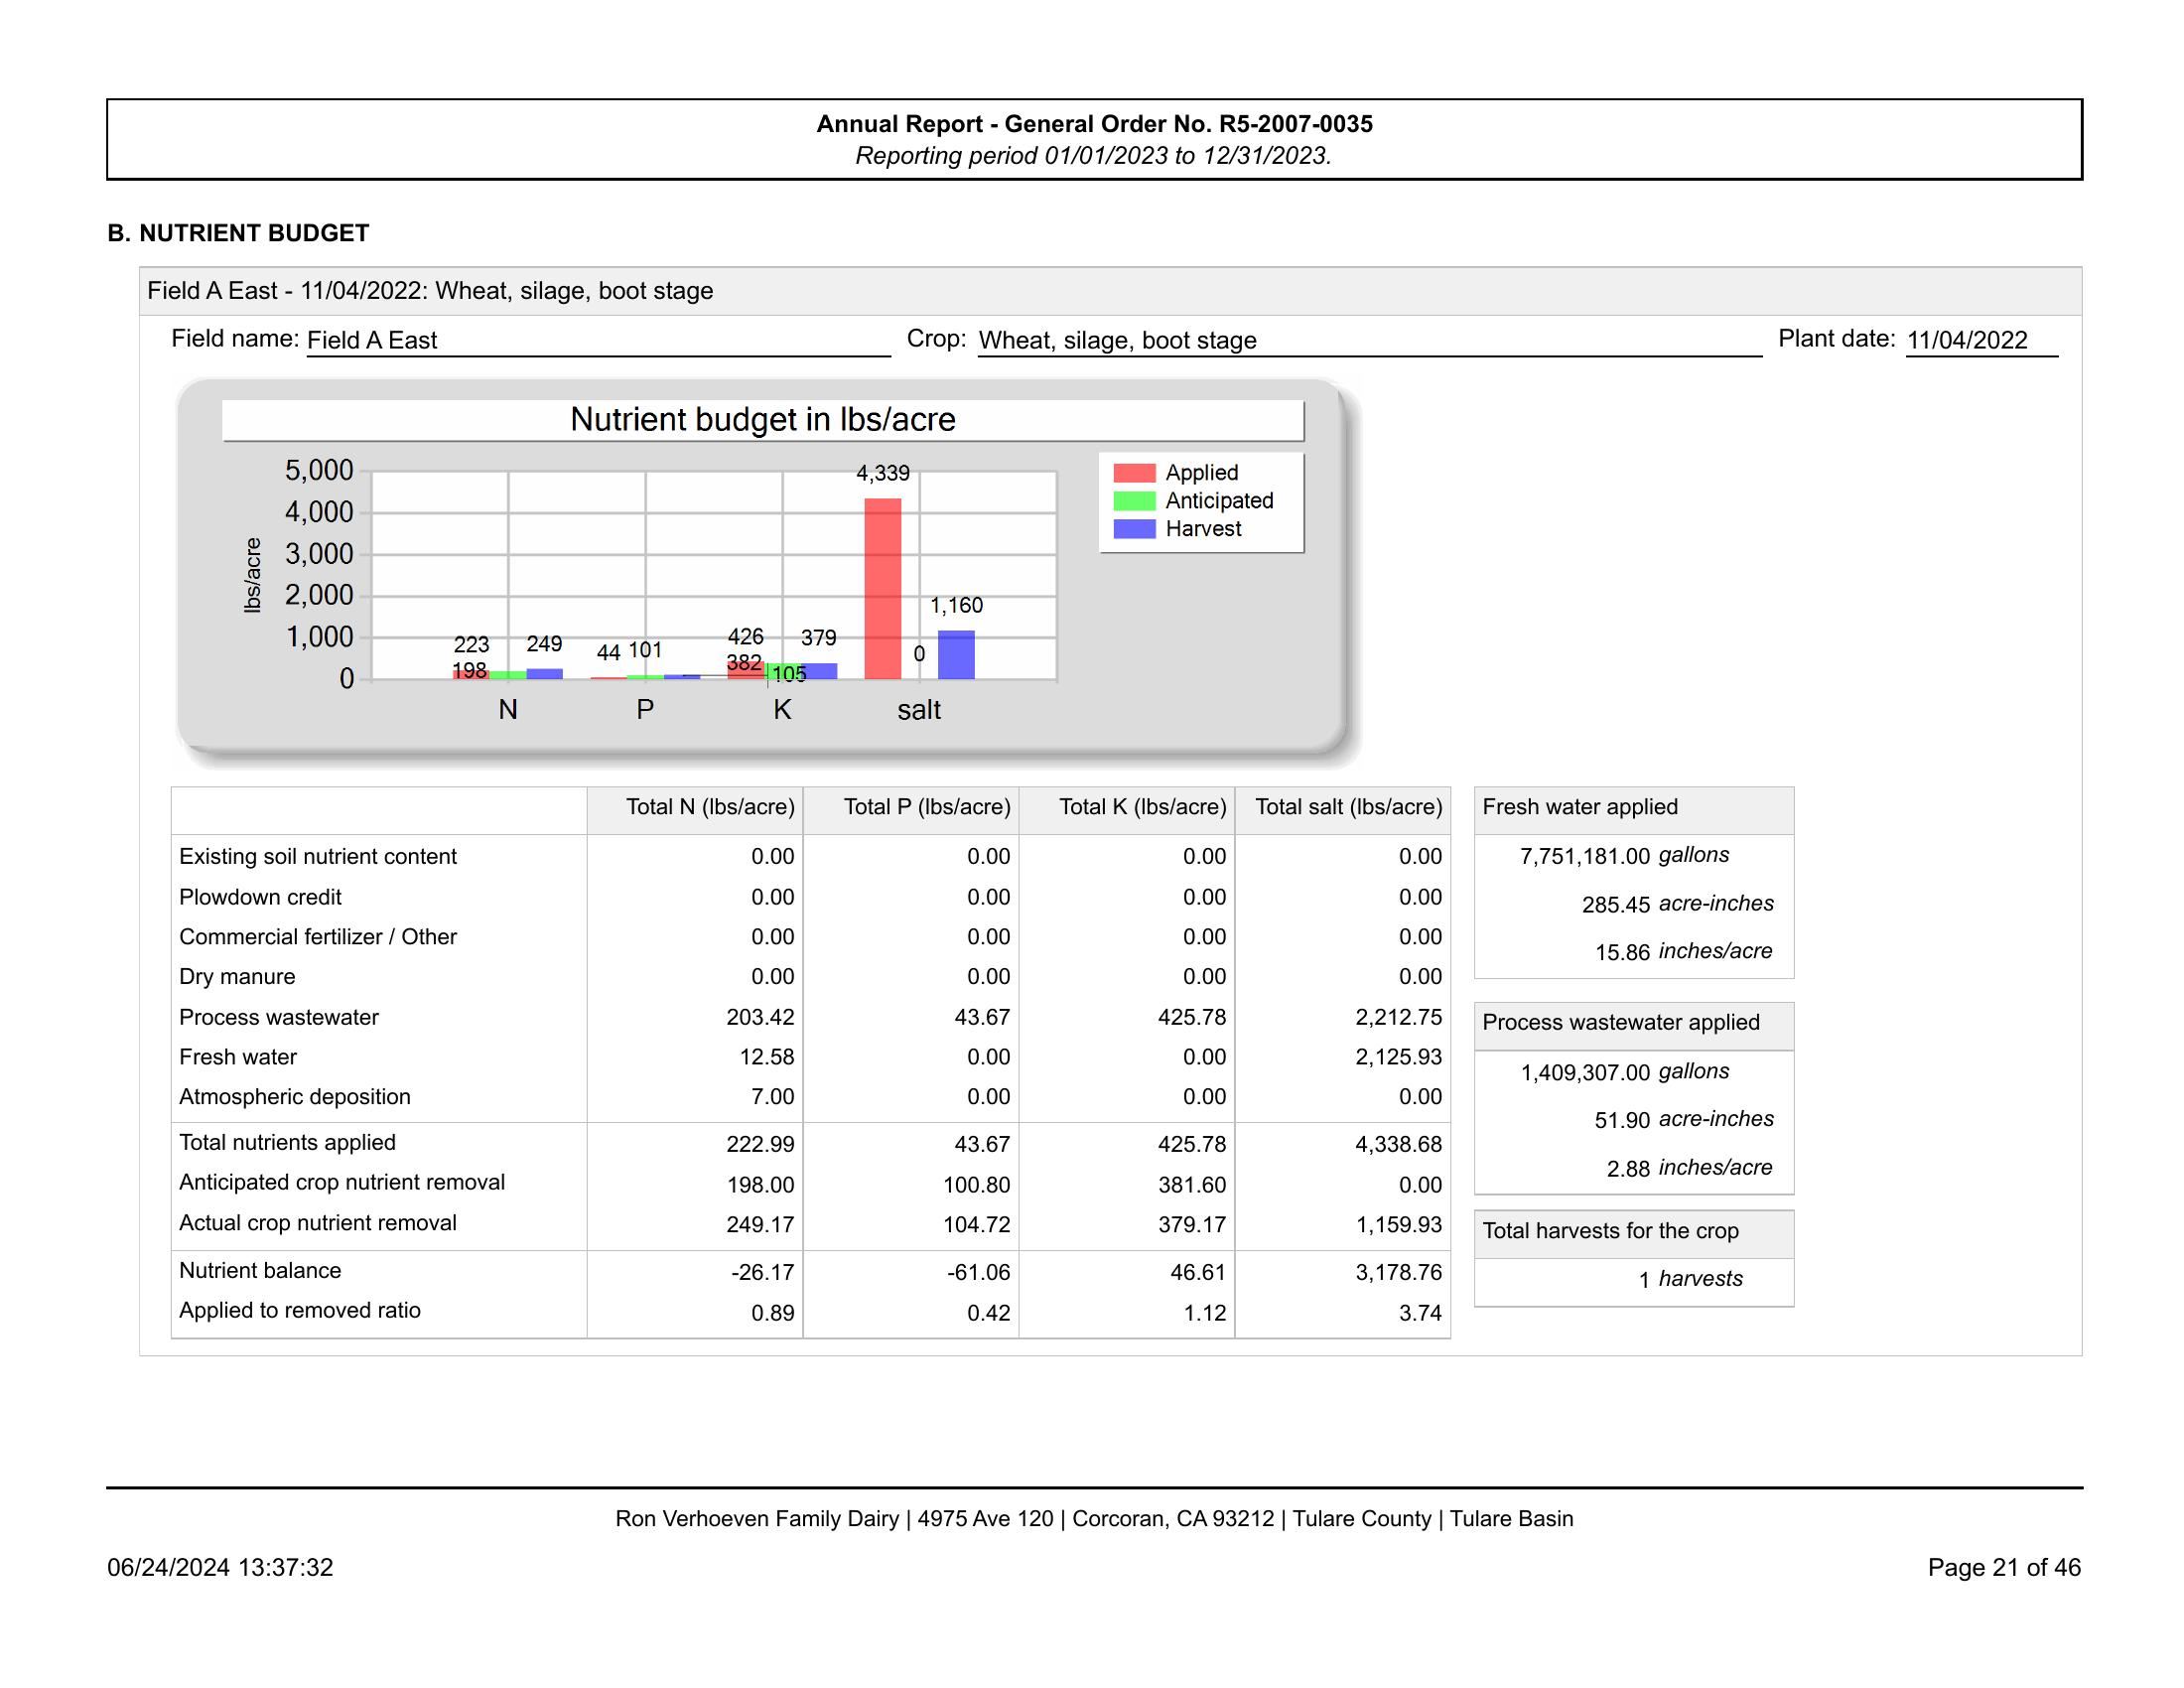 Annual Report - General Order No. R5-2007-0035
Reporting period 01/01/2023 to 12/31/2023.
B. NUTRIENT BUDGET
Field A East - 11/04/2022: Wheat, silage, boot stage
Field name: Field A East Crop: Wheat, silage, boot stage Plant date: 11/04/2022
Nutrient budget in lbs/acre
5,000
4,000
3,000
2,000
1,000
0
lbs/acre
223 198 249
44 101 105
426 382 379
4,339 0 1,160
N P K salt
Applied
Anticipated
Harvest
Total N (lbs/acre) Total P (lbs/acre) Total K (lbs/acre) Total salt (lbs/acre)
Existing soil nutrient content 0.00 0.00 0.00 0.00
Plowdown credit 0.00 0.00 0.00 0.00
Commercial fertilizer / Other 0.00 0.00 0.00 0.00
Dry manure 0.00 0.00 0.00 0.00
Process wastewater 203.42 43.67 425.78 2,212.75
Fresh water 12.58 0.00 0.00 2,125.93
Atmospheric deposition 7.00 0.00 0.00 0.00
Total nutrients applied 222.99 43.67 425.78 4,338.68
Anticipated crop nutrient removal 198.00 100.80 381.60 0.00
Actual crop nutrient removal 249.17 104.72 379.17 1,159.93
Nutrient balance -26.17 -61.06 46.61 3,178.76
Applied to removed ratio 0.89 0.42 1.12 3.74
Fresh water applied
7,751,181.00 gallons
285.45 acre-inches
15.86 inches/acre
Process wastewater applied
1,409,307.00 gallons
51.90 acre-inches
2.88 inches/acre
Total harvests for the crop
1 harvests
Ron Verhoeven Family Dairy | 4975 Ave 120 | Corcoran, CA 93212 | Tulare County | Tulare Basin
06/24/2024 13:37:32 Page 21 of 46